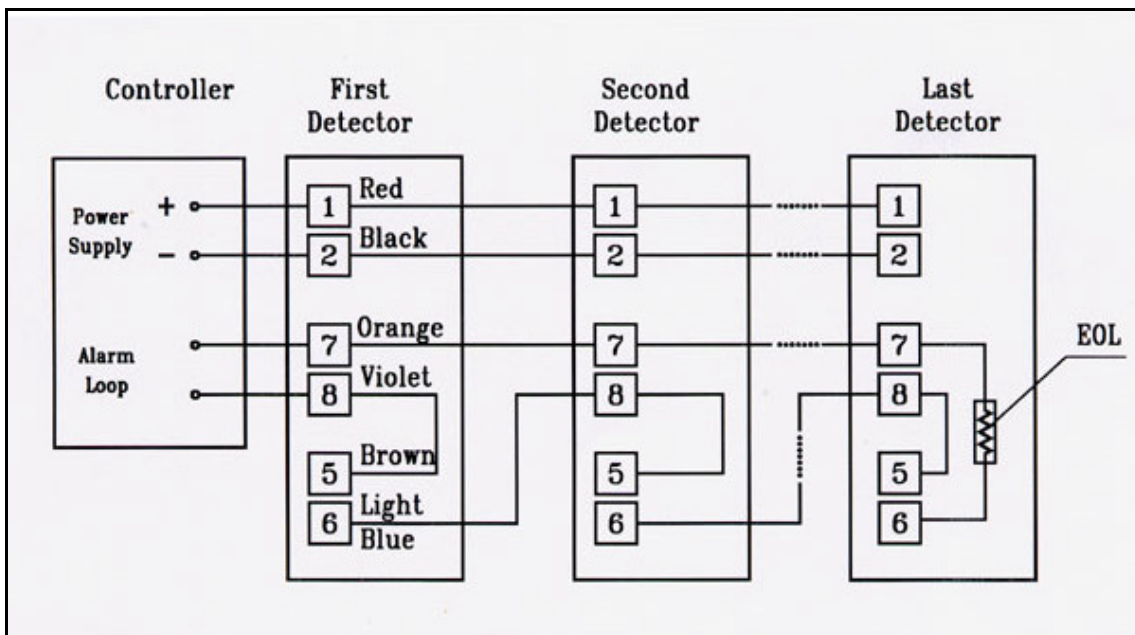 Controller
First
Detector
Second
Detector
Last
Detector
Power
Supply
+
−
Alarm
Loop
1 Red
2 Black
7 Orange
8 Violet
5 Brown
6 Light
Blue
1
2
7
8
5
6
1
2
7
8
5
6
EOL